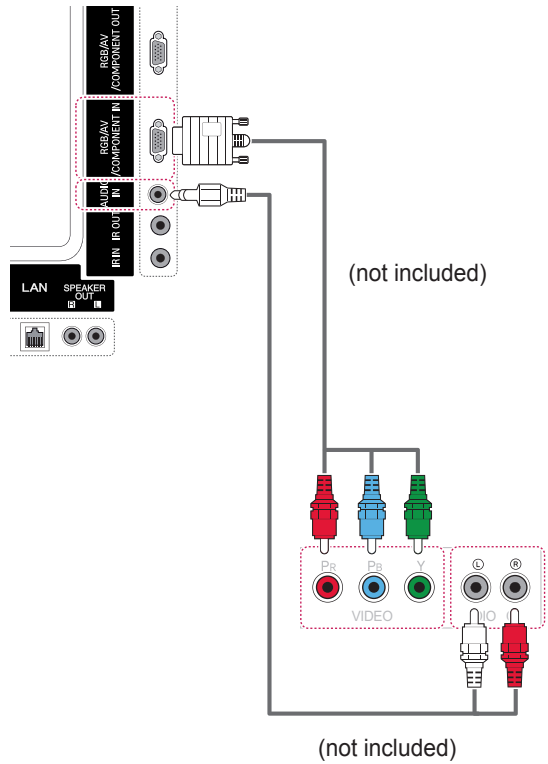 RGB/AV
/COMPONENT OUT
RGB/AV
/COMPONENT IN
AUDIO
IN
IR OUT
IR IN
LAN
SPEAKER
OUT
R L
(not included)
PR PB Y
VIDEO
L R
(not included)